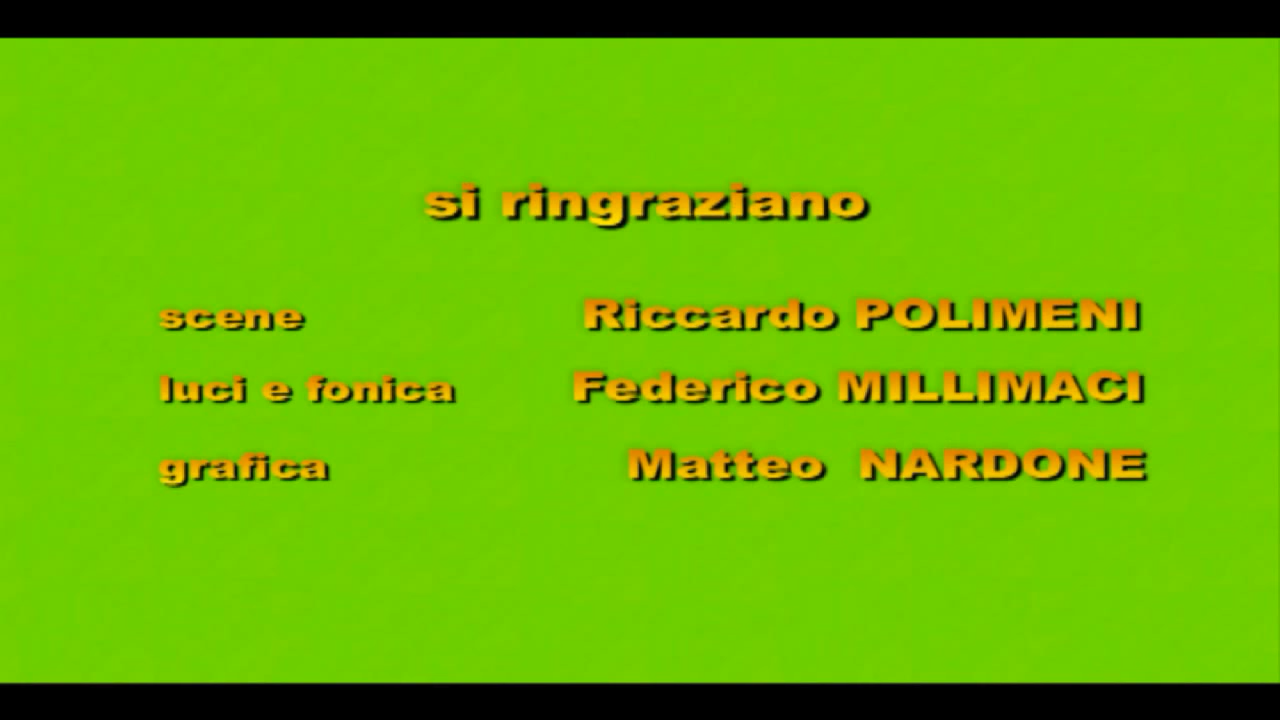 si ringraziano
scene Riccardo POLIMENI
luci e fonica Federico MILLIMACI
grafica Matteo NARDONE